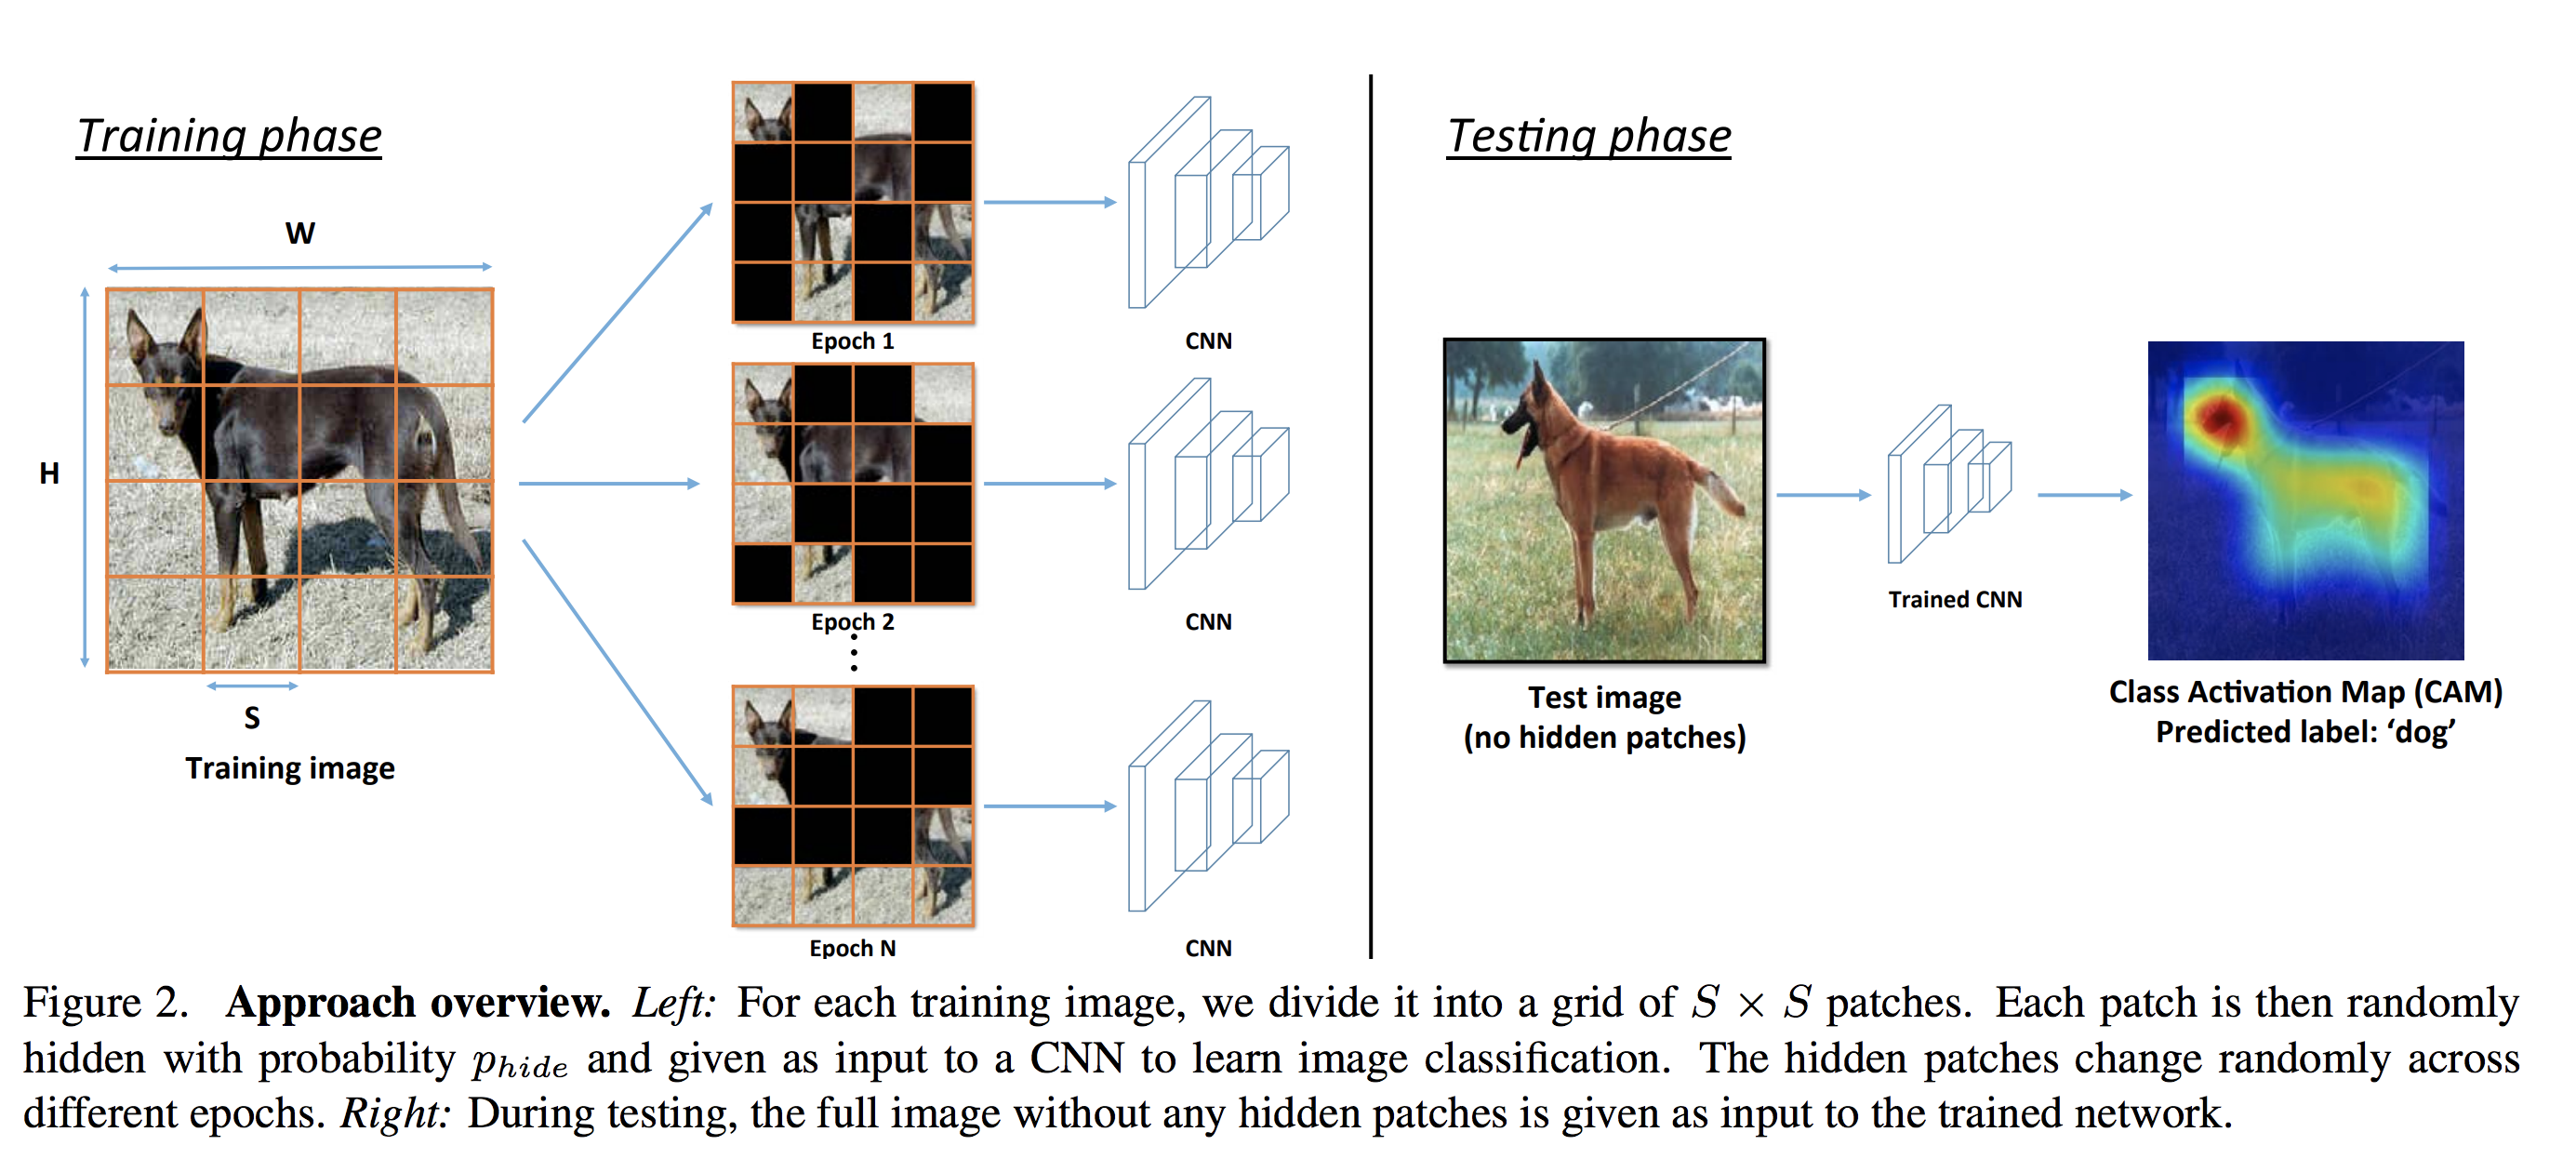 Training phase
W
H
S
Training image
Epoch 1
CNN
Epoch 2
CNN
Epoch N
CNN
Testing phase
Test image
(no hidden patches)
Trained CNN
Class Activation Map (CAM)
Predicted label: ‘dog’
Figure 2. Approach overview. Left: For each training image, we divide it into a grid of S × S patches. Each patch is then randomly
hidden with probability p_hide and given as input to a CNN to learn image classification. The hidden patches change randomly across
different epochs. Right: During testing, the full image without any hidden patches is given as input to the trained network.